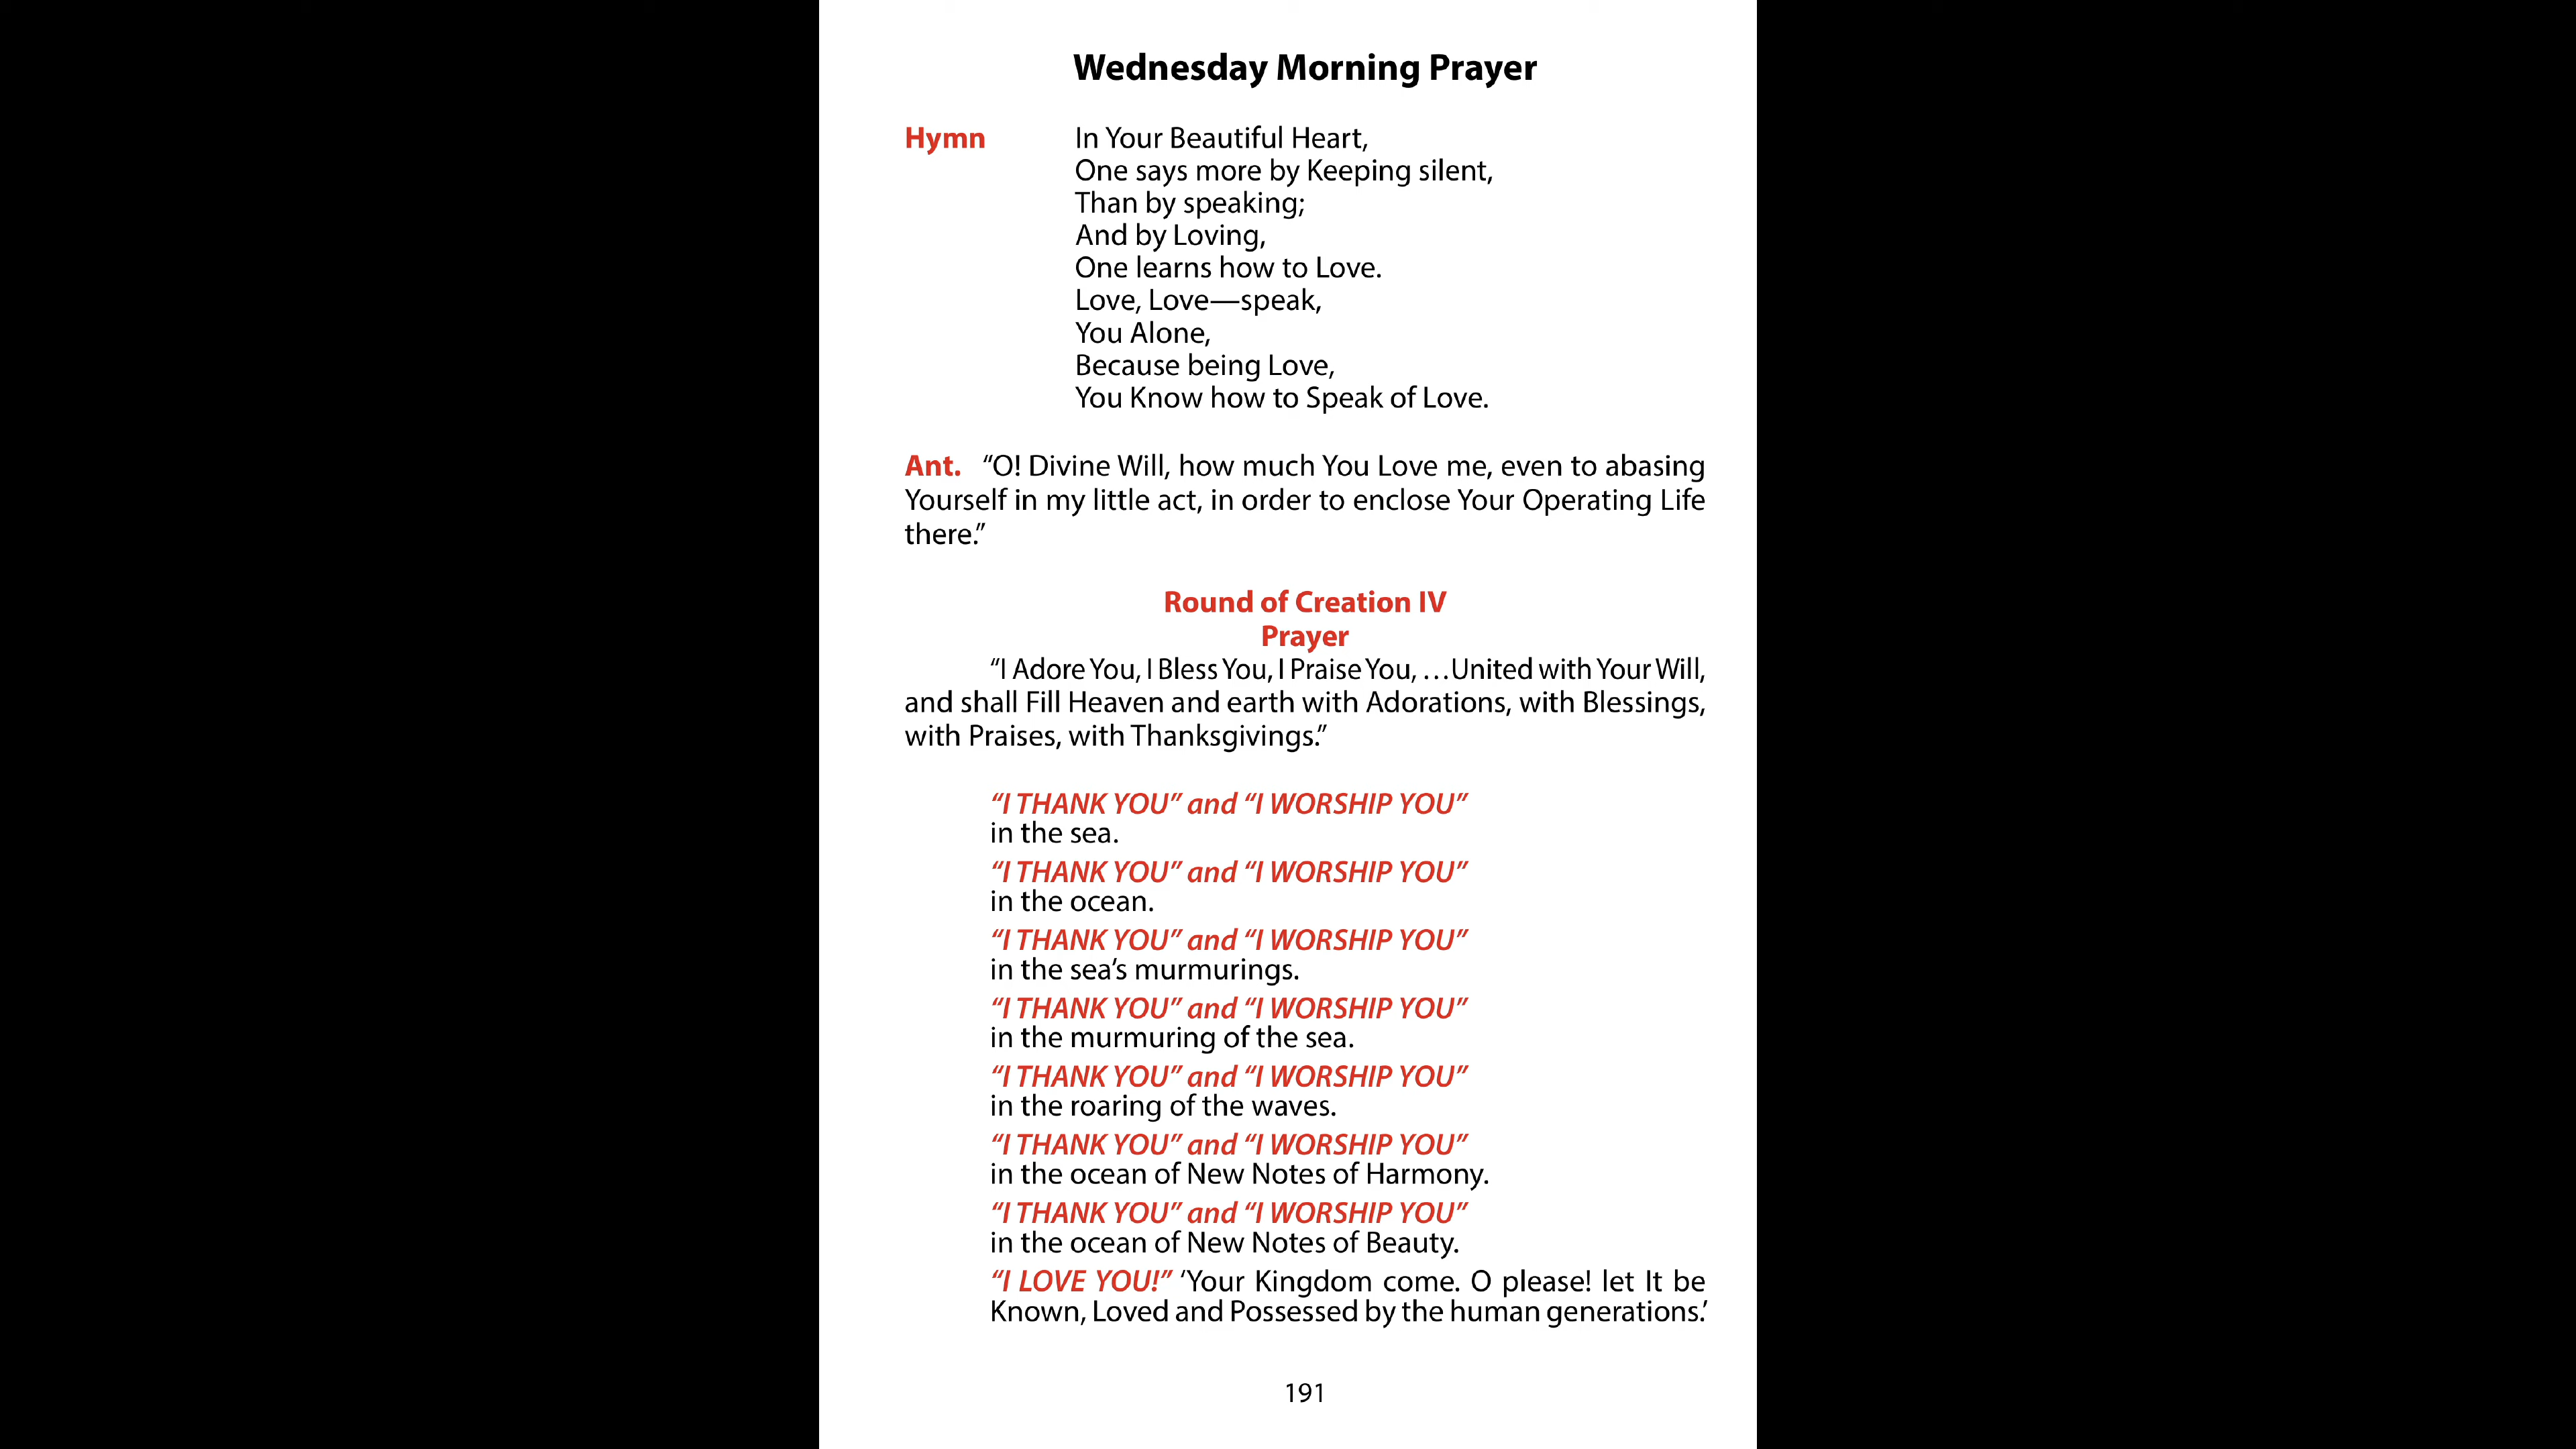 Wednesday Morning Prayer
Hymn In Your Beautiful Heart,
One says more by Keeping silent,
Than by speaking;
And by Loving,
One learns how to Love.
Love, Love—speak,
You Alone,
Because being Love,
You Know how to Speak of Love.
Ant. “O! Divine Will, how much You Love me, even to abasing
Yourself in my little act, in order to enclose Your Operating Life
there.”
Round of Creation IV
Prayer
“I Adore You, I Bless You, I Praise You, …United with Your Will,
and shall Fill Heaven and earth with Adorations, with Blessings,
with Praises, with Thanksgivings.”
“I THANK YOU” and “I WORSHIP YOU”
in the sea.
“I THANK YOU” and “I WORSHIP YOU”
in the ocean.
“I THANK YOU” and “I WORSHIP YOU”
in the sea’s murmurings.
“I THANK YOU” and “I WORSHIP YOU”
in the murmuring of the sea.
“I THANK YOU” and “I WORSHIP YOU”
in the roaring of the waves.
“I THANK YOU” and “I WORSHIP YOU”
in the ocean of New Notes of Harmony.
“I THANK YOU” and “I WORSHIP YOU”
in the ocean of New Notes of Beauty.
“I LOVE YOU!” ‘Your Kingdom come. O please! let It be
Known, Loved and Possessed by the human generations.’
191